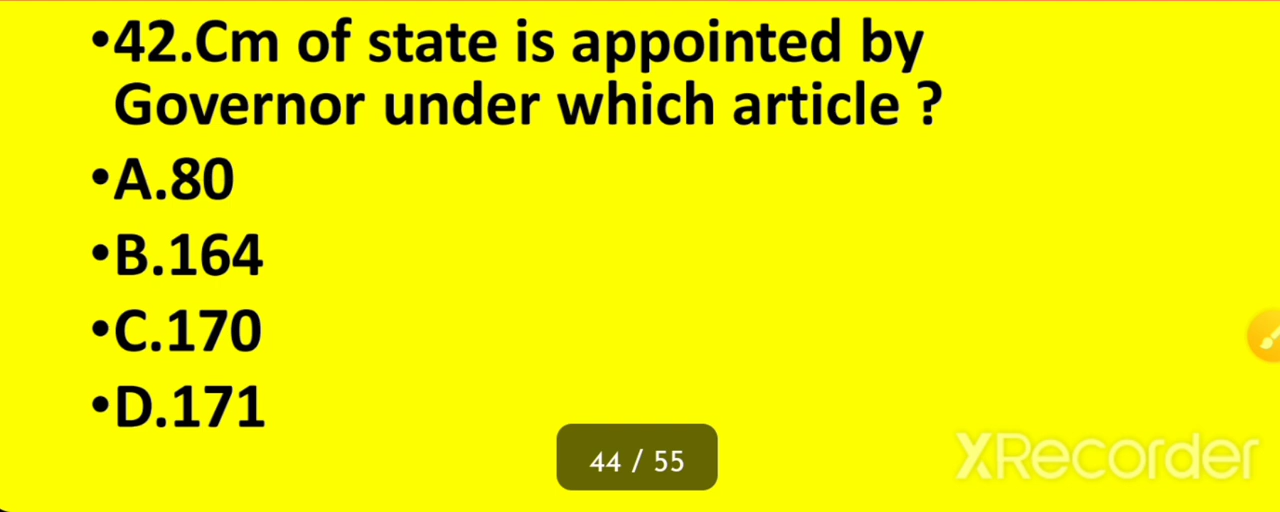 •42.Cm of state is appointed by
Governor under which article ?
•A.80
•B.164
•C.170
•D.171
44 / 55
XRecorder